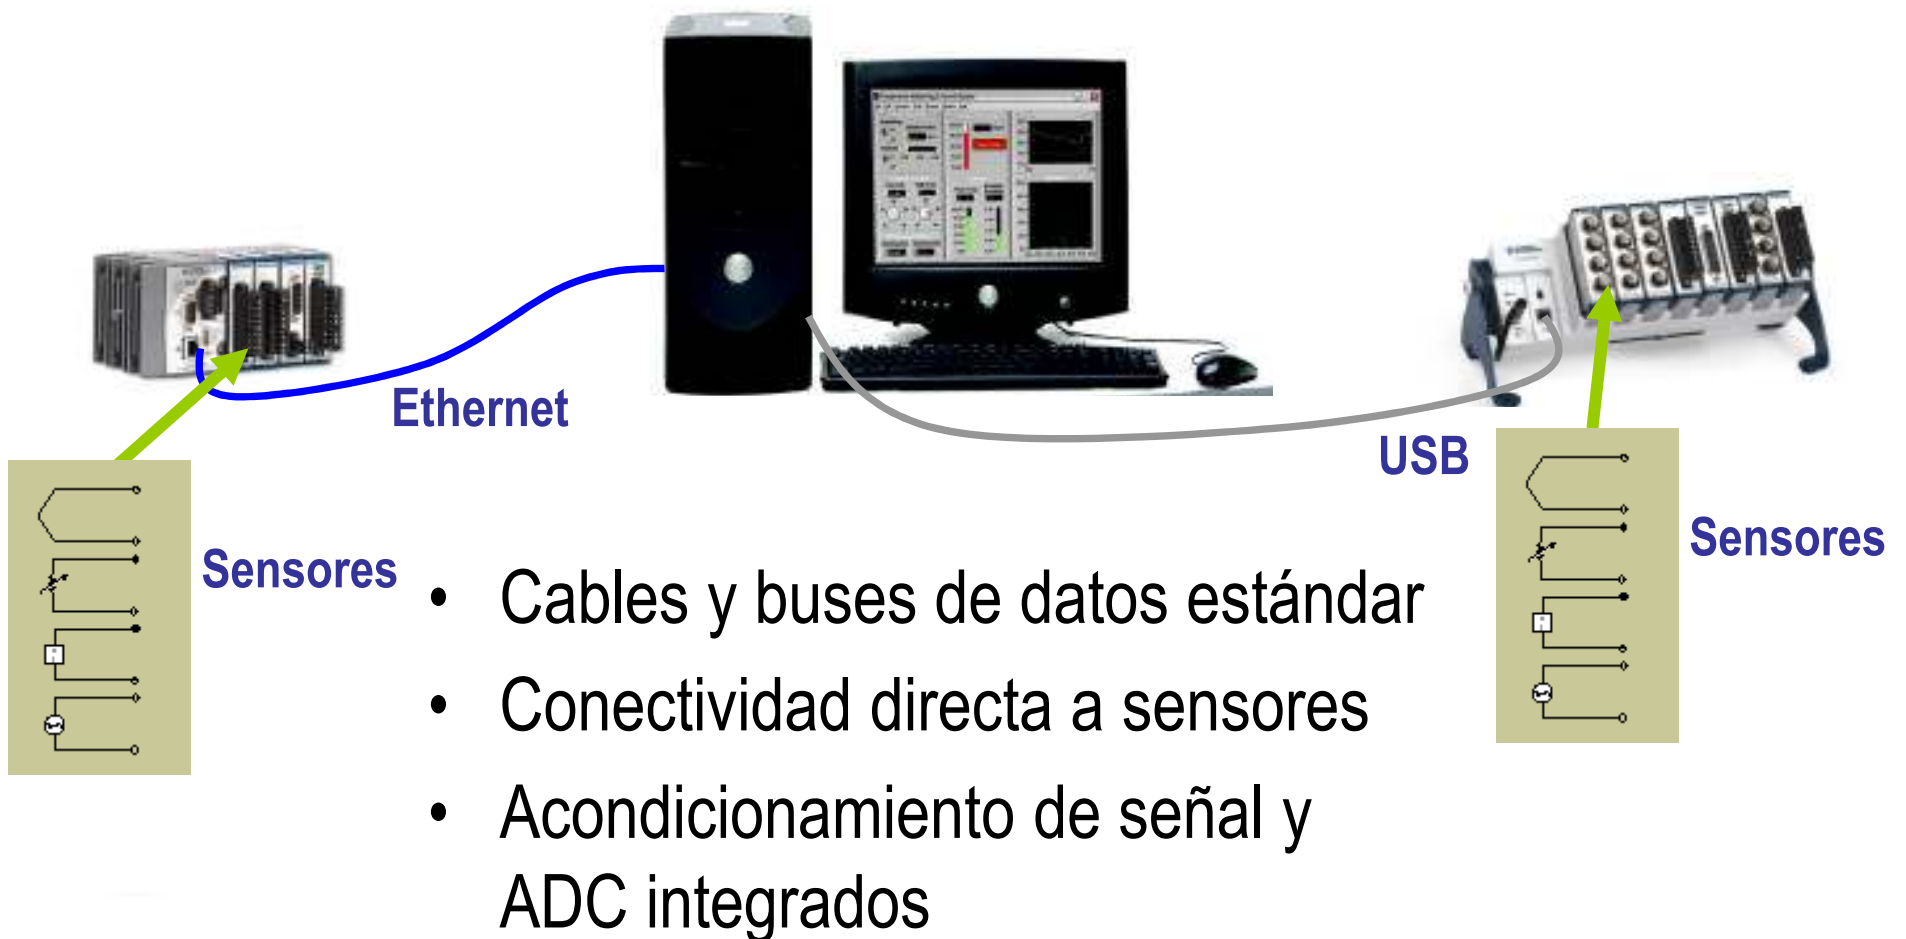 Ethernet
USB
Sensores
Sensores
• Cables y buses de datos estándar
• Conectividad directa a sensores
• Acondicionamiento de señal y
ADC integrados